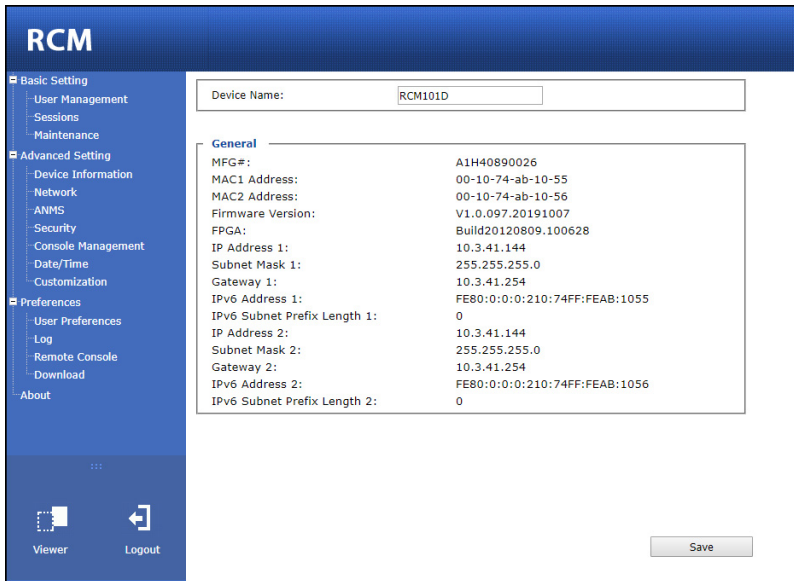 RCM
Basic Setting
User Management
Sessions
Maintenance
Advanced Setting
Device Information
Network
ANMS
Security
Console Management
Date/Time
Customization
Preferences
User Preferences
Log
Remote Console
Download
About
Viewer
Logout
Device Name: RCM101D
General
MFG#: A1H40890026
MAC1 Address: 00-10-74-ab-10-55
MAC2 Address: 00-10-74-ab-10-56
Firmware Version: V1.0.097.20191007
FPGA: Build20120809.100628
IP Address 1: 10.3.41.144
Subnet Mask 1: 255.255.255.0
Gateway 1: 10.3.41.254
IPv6 Address 1: FE80:0:0:0:210:74FF:FEAB:1055
IPv6 Subnet Prefix Length 1: 0
IP Address 2: 10.3.41.144
Subnet Mask 2: 255.255.255.0
Gateway 2: 10.3.41.254
IPv6 Address 2: FE80:0:0:0:210:74FF:FEAB:1056
IPv6 Subnet Prefix Length 2: 0
Save